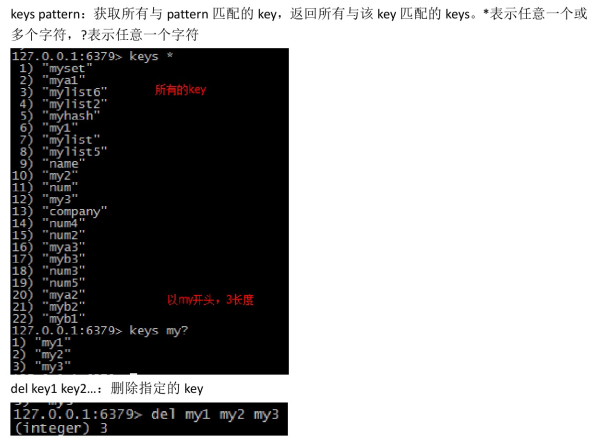 keys pattern：获取所有与 pattern 匹配的 key，返回所有与该 key 匹配的 keys。*表示任意一个或
多个字符，?表示任意一个字符
127.0.0.1:6379> keys *
1) "myset"
2) "mya1"
3) "mylist6"
所有的key
4) "mylist2"
5) "myhash"
6) "my1"
7) "mylist"
8) "mylist5"
9) "name"
10) "my2"
11) "num"
12) "my3"
13) "company"
14) "num4"
15) "num2"
16) "mya3"
17) "myb3"
18) "num3"
19) "num5"
20) "mya2"
以my开头，3长度
21) "myb2"
22) "myb1"
127.0.0.1:6379> keys my?
1) "my1"
2) "my2"
3) "my3"
del key1 key2…：删除指定的 key
127.0.0.1:6379> del my1 my2 my3
(integer) 3